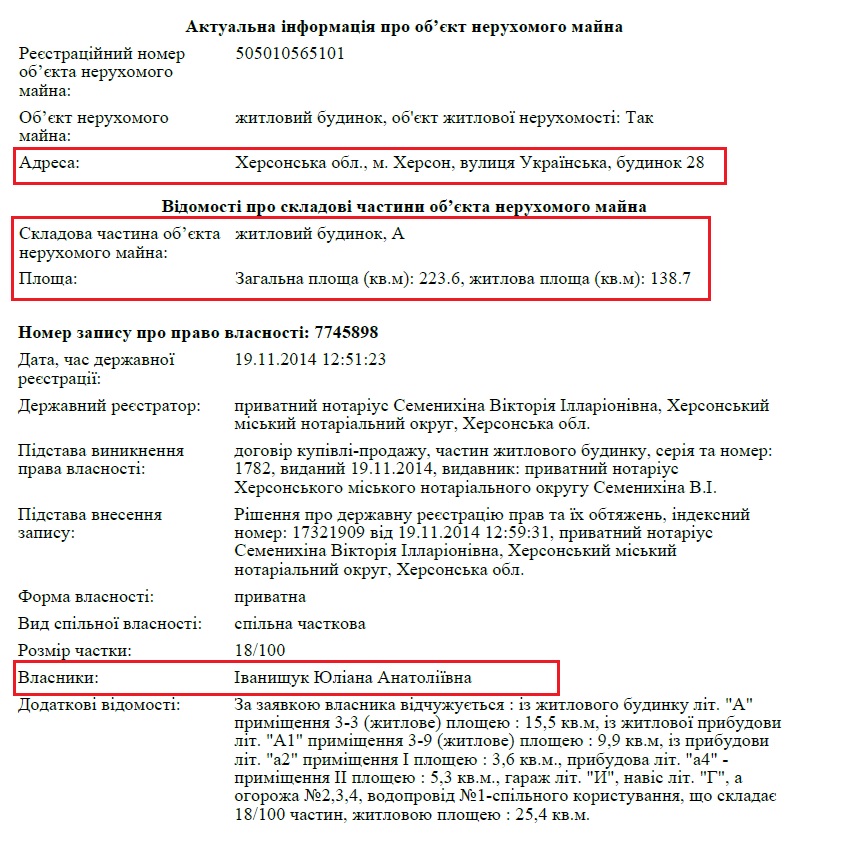 Актуальна інформація про об’єкт нерухомого майна
Реєстраційний номер 505010565101
об’єкта нерухомого
майна:
Об’єкт нерухомого житловий будинок, об'єкт житлової нерухомості: Так
майна:
Адреса: Херсонська обл., м. Херсон, вулиця Українська, будинок 28
Відомості про складові частини об’єкта нерухомого майна
Складова частина об’єкта житловий будинок, А
нерухомого майна:
Площа: Загальна площа (кв.м): 223.6, житлова площа (кв.м): 138.7
Номер запису про право власності: 7745898
Дата, час державної 19.11.2014 12:51:23
реєстрації:
Державний реєстратор: приватний нотаріус Семенихіна Вікторія Ілларіонівна, Херсонський
міський нотаріальний округ, Херсонська обл.
Підстава виникнення договір купівлі-продажу, частин житлового будинку, серія та номер:
права власності: 1782, виданий 19.11.2014, видавник: приватний нотаріус
Херсонського міського нотаріального округу Семенихіна В.І.
Підстава внесення Рішення про державну реєстрацію прав та їх обтяжень, індексний
запису: номер: 17321909 від 19.11.2014 12:59:31, приватний нотаріус
Семенихіна Вікторія Ілларіонівна, Херсонський міський
нотаріальний округ, Херсонська обл.
Форма власності: приватна
Вид спільної власності: спільна часткова
Розмір частки: 18/100
Власники: Іванишук Юліана Анатоліївна
Додаткові відомості: За заявкою власника відчужується : із житлового будинку літ. "А"
приміщення 3-3 (житлове) площею : 15,5 кв.м, із житлової прибудови
літ. "А1" приміщення 3-9 (житлове) площею : 9,9 кв.м, із прибудови
літ. "а2" приміщення І площею : 3,6 кв.м., прибудова літ. "а4" -
приміщення ІІ площею : 5,3 кв.м., гараж літ. "И", навіс літ. "Г", а
огорожа №2,3,4, водопровід №1-спільного користування, що складає
18/100 частин, житловою площею : 25,4 кв.м.